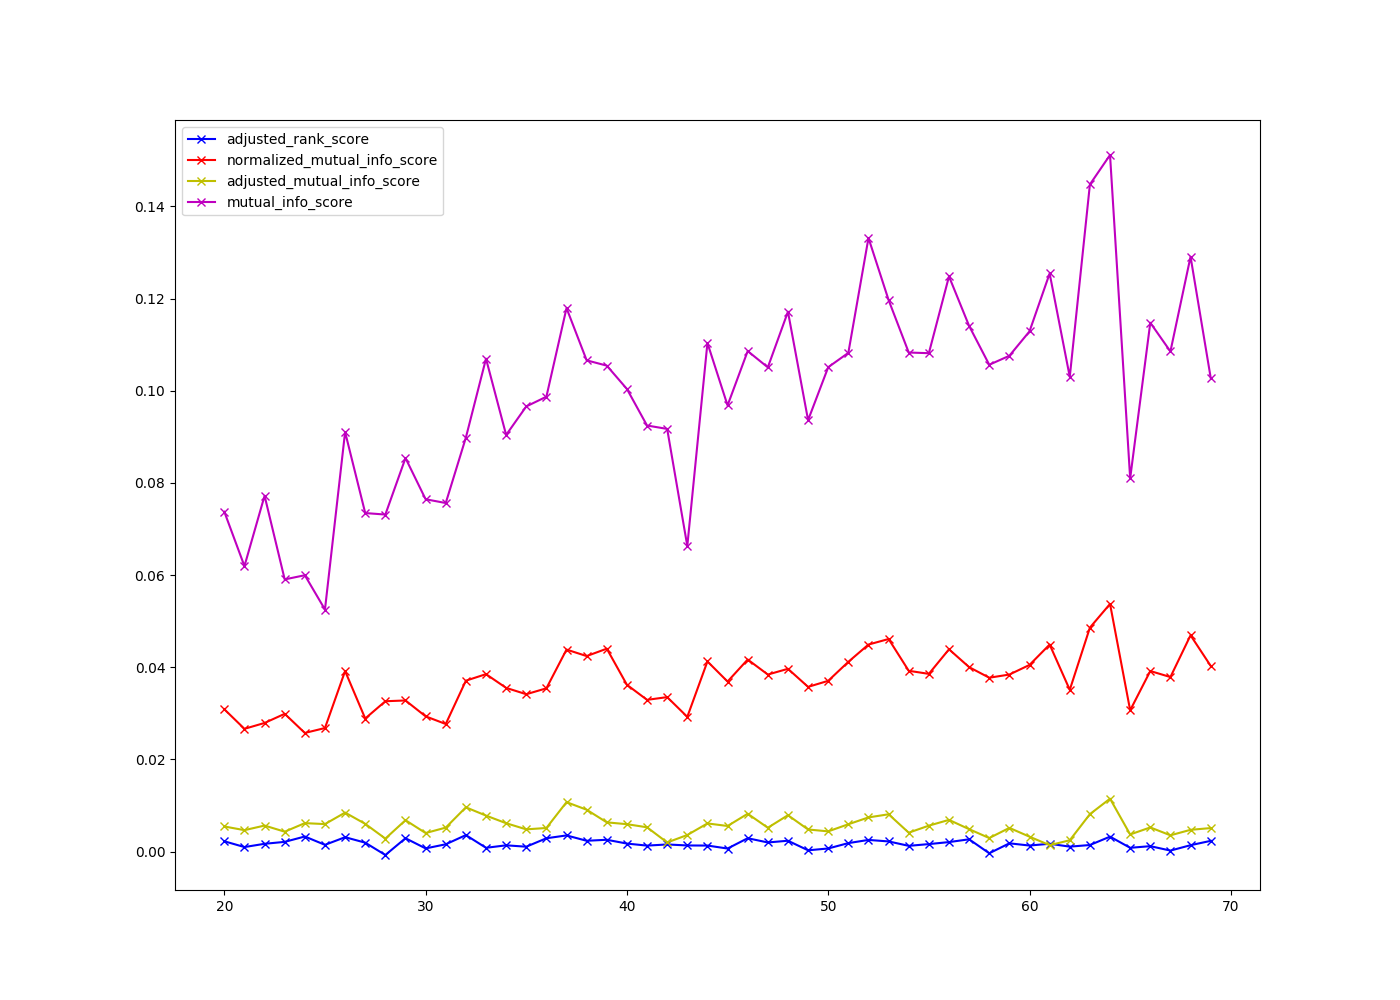 adjusted_rank_score
normalized_mutual_info_score
adjusted_mutual_info_score
mutual_info_score
0.14
0.12
0.10
0.08
0.06
0.04
0.02
0.00
20 30 40 50 60 70